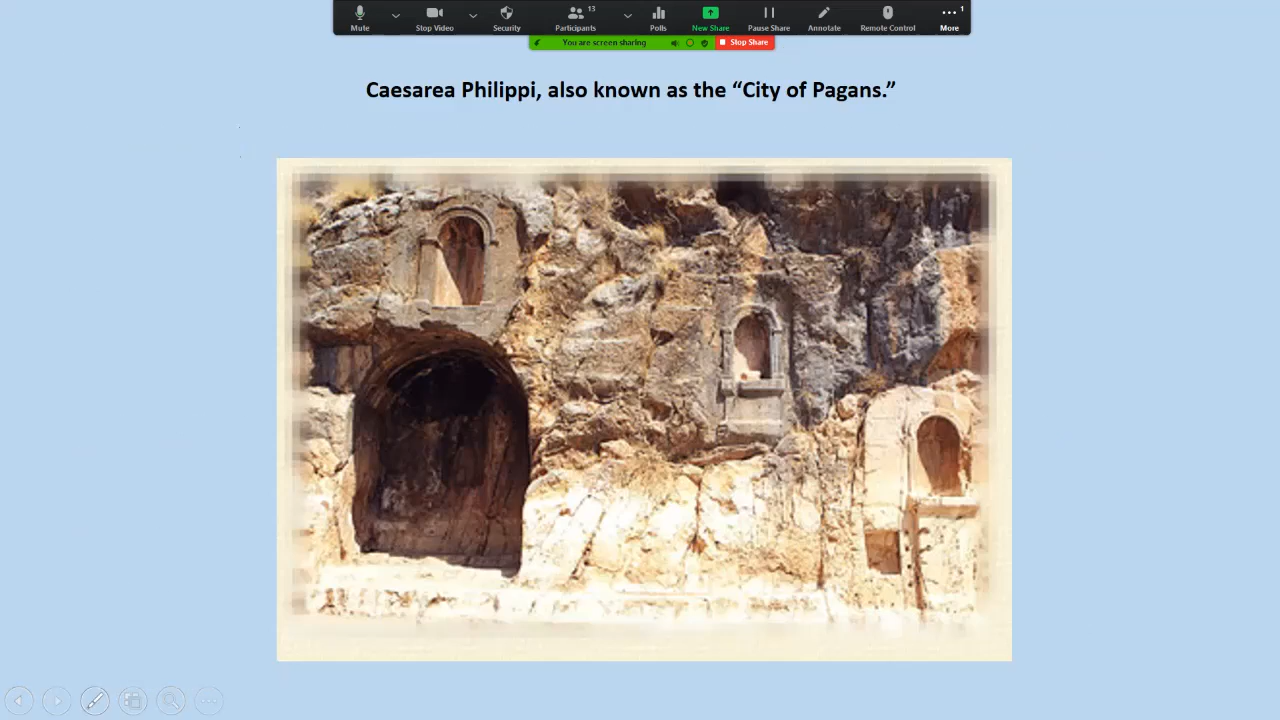 13
1
Mute
Stop Video
Security
Participants
Polls
New Share
Pause Share
Annotate
Remote Control
More
You are screen sharing
Stop Share
Caesarea Philippi, also known as the “City of Pagans.”